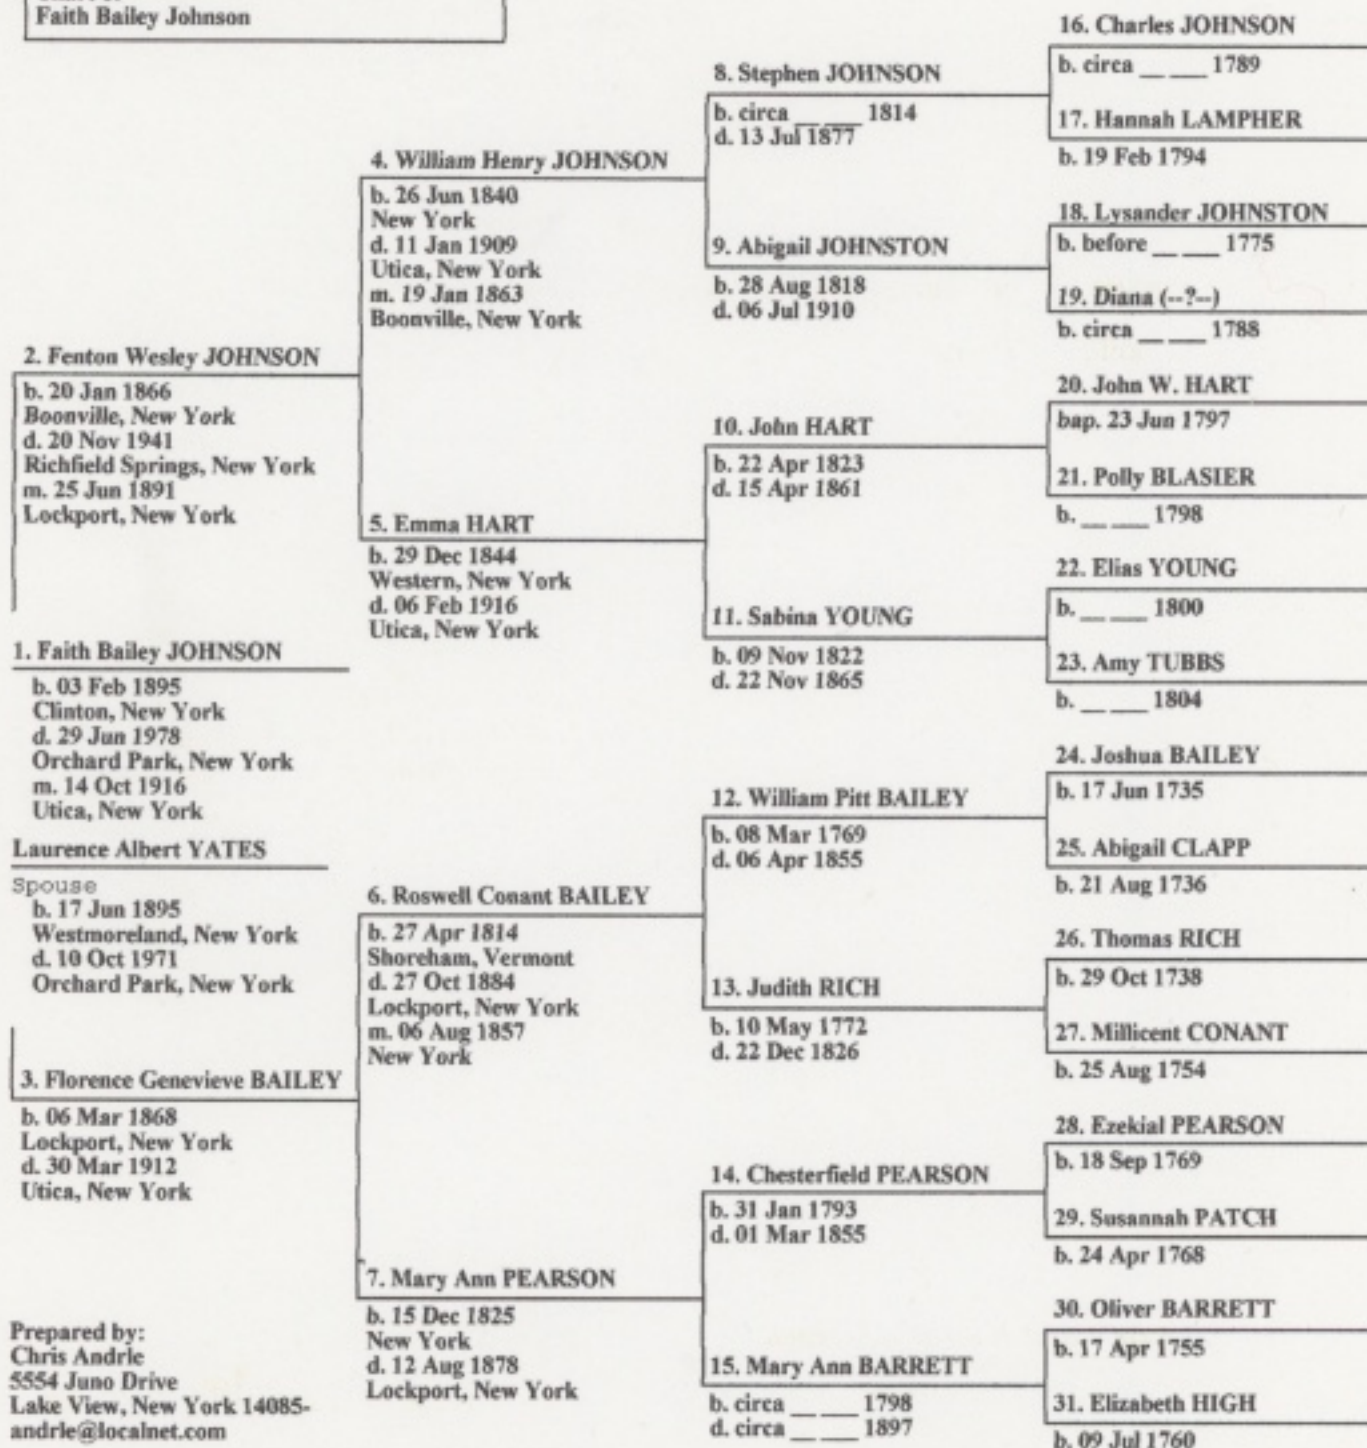 Faith Bailey Johnson
2. Fenton Wesley JOHNSON
b. 20 Jan 1866
Boonville, New York
d. 20 Nov 1941
Richfield Springs, New York
m. 25 Jun 1891
Lockport, New York
1. Faith Bailey JOHNSON
b. 03 Feb 1895
Clinton, New York
d. 29 Jun 1978
Orchard Park, New York
m. 14 Oct 1916
Utica, New York
Laurence Albert YATES
Spouse
b. 17 Jun 1895
Westmoreland, New York
d. 10 Oct 1971
Orchard Park, New York
3. Florence Genevieve BAILEY
b. 06 Mar 1868
Lockport, New York
d. 30 Mar 1912
Utica, New York
Prepared by:
Chris Andrle
5554 Juno Drive
Lake View, New York 14085-
andrle@localnet.com
4. William Henry JOHNSON
b. 26 Jun 1840
New York
d. 11 Jan 1909
Utica, New York
m. 19 Jan 1863
Boonville, New York
5. Emma HART
b. 29 Dec 1844
Western, New York
d. 06 Feb 1916
Utica, New York
6. Roswell Conant BAILEY
b. 27 Apr 1814
Shoreham, Vermont
d. 27 Oct 1884
Lockport, New York
m. 06 Aug 1857
New York
7. Mary Ann PEARSON
b. 15 Dec 1825
New York
d. 12 Aug 1878
Lockport, New York
8. Stephen JOHNSON
b. circa __ ___ 1814
d. 13 Jul 1877
9. Abigail JOHNSTON
b. 28 Aug 1818
d. 06 Jul 1910
10. John HART
b. 22 Apr 1823
d. 15 Apr 1861
11. Sabina YOUNG
b. 09 Nov 1822
d. 22 Nov 1865
12. William Pitt BAILEY
b. 08 Mar 1769
d. 06 Apr 1855
13. Judith RICH
b. 10 May 1772
d. 22 Dec 1826
14. Chesterfield PEARSON
b. 31 Jan 1793
d. 01 Mar 1855
15. Mary Ann BARRETT
b. circa __ ___ 1798
d. circa __ ___ 1897
16. Charles JOHNSON
b. circa __ ___ 1789
17. Hannah LAMPHER
b. 19 Feb 1794
18. Lysander JOHNSTON
b. before __ ___ 1775
19. Diana (--?--)
b. circa __ ___ 1788
20. John W. HART
bap. 23 Jun 1797
21. Polly BLASIER
b. __ ___ 1798
22. Elias YOUNG
b. __ ___ 1800
23. Amy TUBBS
b. __ ___ 1804
24. Joshua BAILEY
b. 17 Jun 1735
25. Abigail CLAPP
b. 21 Aug 1736
26. Thomas RICH
b. 29 Oct 1738
27. Millicent CONANT
b. 25 Aug 1754
28. Ezekial PEARSON
b. 18 Sep 1769
29. Susannah PATCH
b. 24 Apr 1768
30. Oliver BARRETT
b. 17 Apr 1755
31. Elizabeth HIGH
b. 09 Jul 1760